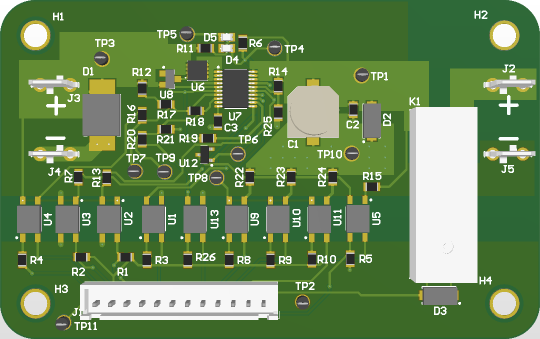 H1
H2
TP5
D5
R6
R11
TP4
D4
TP3
D1
R12
U8
U6
R14
TP1
J2
J3
+
R17
R16
R18
U7
C3
R25
C2
D2
K1
+
R21
R20
R19
TP6
C1
TP10
J4
U12
J5
TP7
TP9
TP8
R13
R23
R24
R15
U4
U3
U2
U1
U13
U9
U10
U11
U5
R4
R2
R1
R3
R26
R8
R9
R10
R5
H3
H4
TP2
D3
TP11